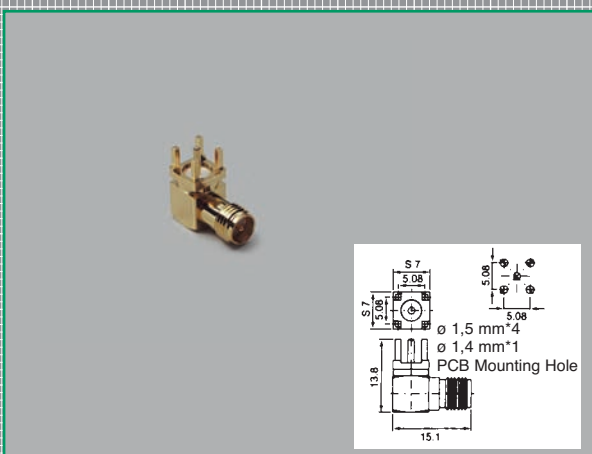 S 7
5.08
S 7
5.08
5.08
5.08
ø 1,5 mm*4
ø 1,4 mm*1
PCB Mounting Hole
13.8
15.1